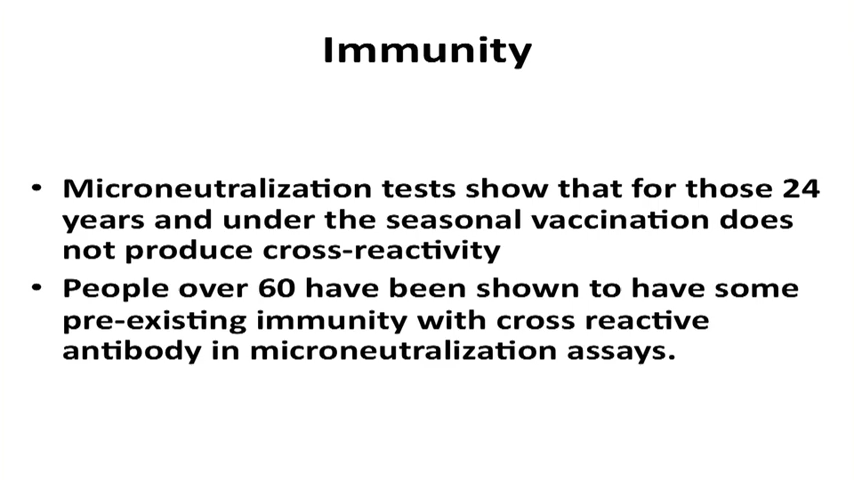 Immunity
• Microneutralization tests show that for those 24
years and under the seasonal vaccination does
not produce cross-reactivity
• People over 60 have been shown to have some
pre-existing immunity with cross reactive
antibody in microneutralization assays.